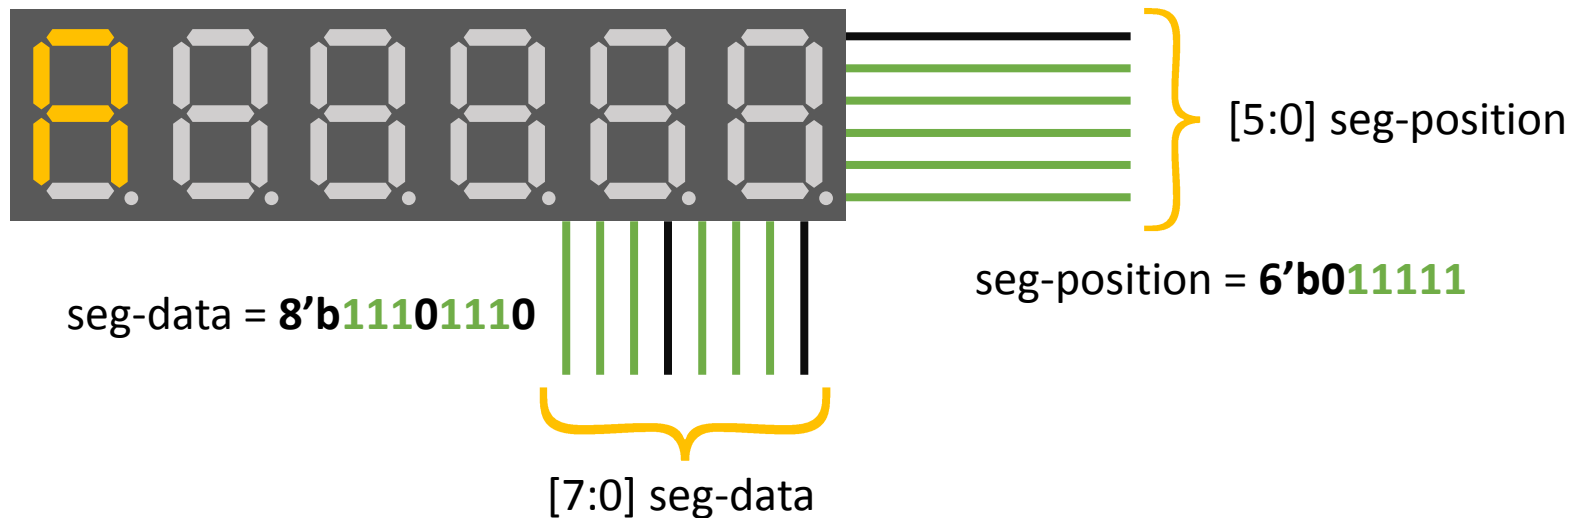 [5:0] seg-position
seg-position = 6’b011111
seg-data = 8’b11101110
[7:0] seg-data